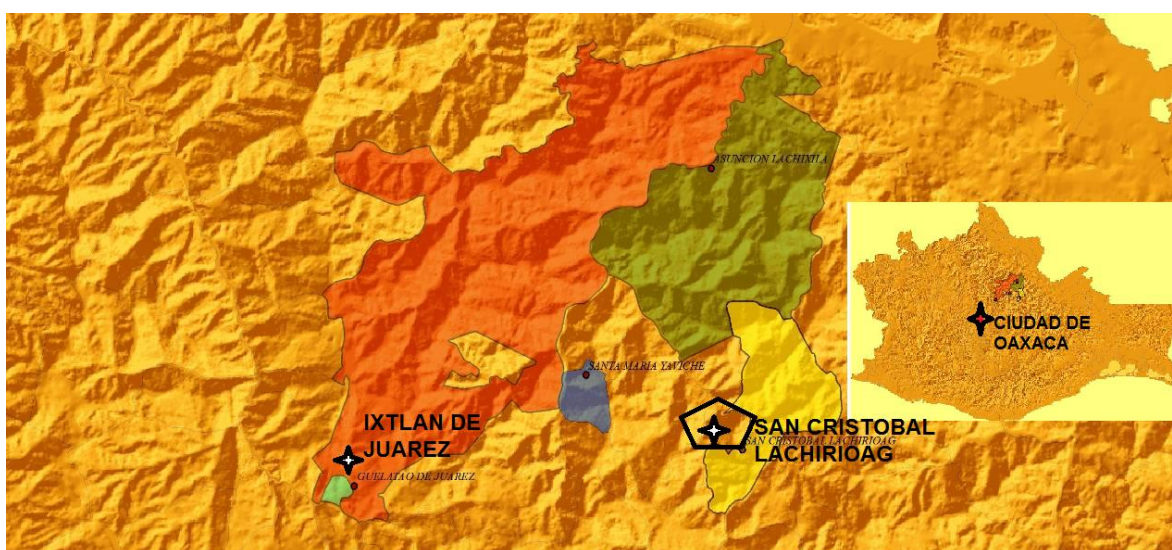 ASUNCION LACHIXILA
CIUDAD DE
OAXACA
SANTA MARIA YAVICHE
IXTLAN DE
JUAREZ
SAN CRISTOBAL
SAN CRISTOBAL LACHIRIOAG
LACHIRIOAG
GUELATAO DE JUAREZ